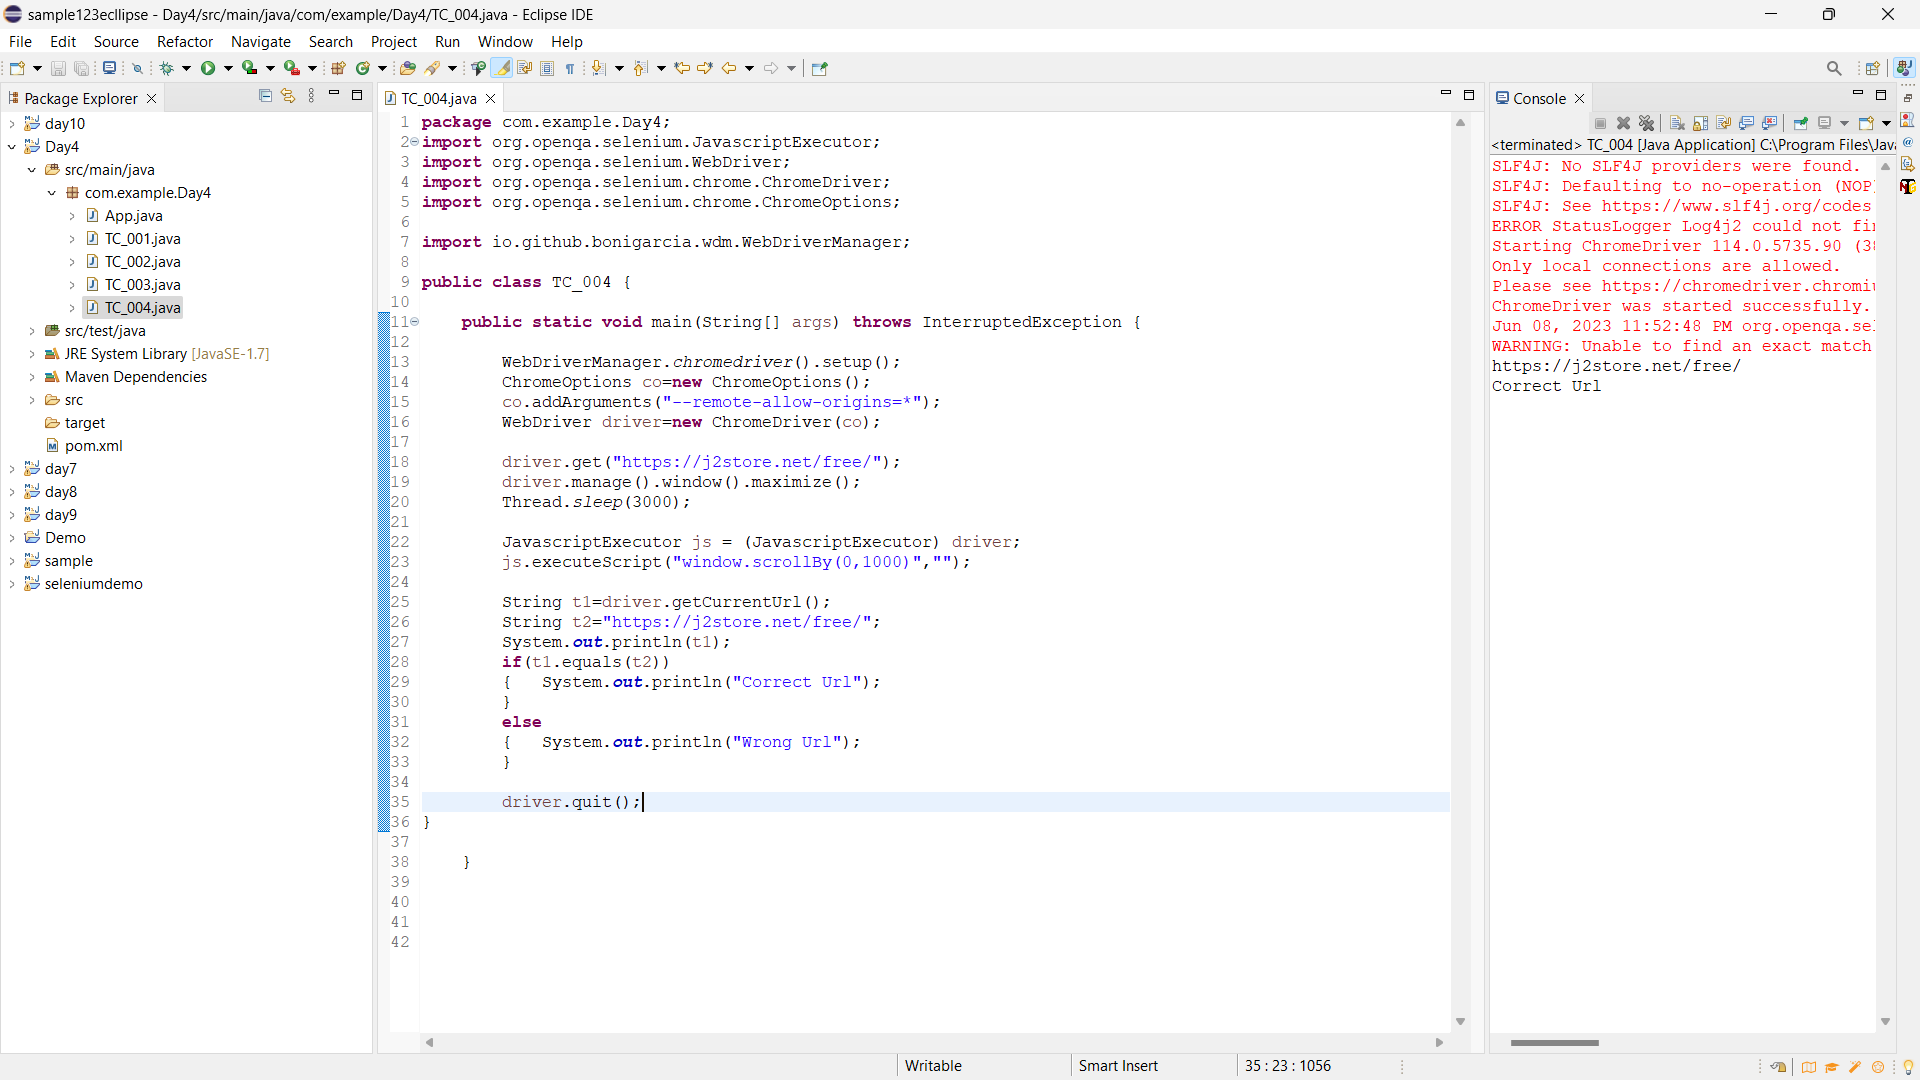 sample123ecllipse - Day4/src/main/java/com/example/Day4/TC_004.java - Eclipse IDE
File Edit Source Refactor Navigate Search Project Run Window Help
Package Explorer
day10
Day4
src/main/java
com.example.Day4
App.java
TC_001.java
TC_002.java
TC_003.java
TC_004.java
src/test/java
JRE System Library [JavaSE-1.7]
Maven Dependencies
src
target
pom.xml
day7
day8
day9
Demo
sample
seleniumdemo
TC_004.java
1 package com.example.Day4;
2 import org.openqa.selenium.JavascriptExecutor;
3 import org.openqa.selenium.WebDriver;
4 import org.openqa.selenium.chrome.ChromeDriver;
5 import org.openqa.selenium.chrome.ChromeOptions;
6
7 import io.github.bonigarcia.wdm.WebDriverManager;
8
9 public class TC_004 {
10
11 public static void main(String[] args) throws InterruptedException {
12
13 WebDriverManager.chromedriver().setup();
14 ChromeOptions co=new ChromeOptions();
15 co.addArguments("--remote-allow-origins=*");
16 WebDriver driver=new ChromeDriver(co);
17
18 driver.get("https://j2store.net/free/");
19 driver.manage().window().maximize();
20 Thread.sleep(3000);
21
22 JavascriptExecutor js = (JavascriptExecutor) driver;
23 js.executeScript("window.scrollBy(0,1000)","");
24
25 String t1=driver.getCurrentUrl();
26 String t2="https://j2store.net/free/";
27 System.out.println(t1);
28 if(t1.equals(t2))
29 { System.out.println("Correct Url");
30 }
31 else
32 { System.out.println("Wrong Url");
33 }
34
35 driver.quit();
36 }
37
38 }
39
40
41
42
Console
<terminated> TC_004 [Java Application] C:\Program Files\Java
SLF4J: No SLF4J providers were found.
SLF4J: Defaulting to no-operation (NOP)
SLF4J: See https://www.slf4j.org/codes
ERROR StatusLogger Log4j2 could not fin
Starting ChromeDriver 114.0.5735.90 (38
Only local connections are allowed.
Please see https://chromedriver.chromiu
ChromeDriver was started successfully.
Jun 08, 2023 11:52:48 PM org.openqa.sel
WARNING: Unable to find an exact match
https://j2store.net/free/
Correct Url
Writable Smart Insert 35 : 23 : 1056